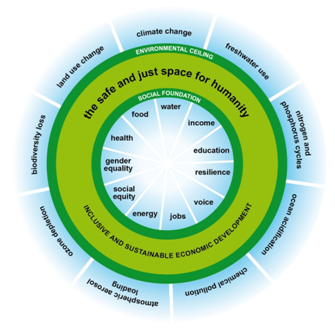 climate change
freshwater use
nitrogen and
phosphorus cycles
ocean acidification
chemical pollution
atmospheric aerosol
loading
ozone depletion
biodiversity loss
land use change
ENVIRONMENTAL CEILING
the safe and just space for humanity
SOCIAL FOUNDATION
water
income
education
resilience
voice
jobs
energy
social
equity
gender
equality
health
food
INCLUSIVE AND SUSTAINABLE ECONOMIC DEVELOPMENT